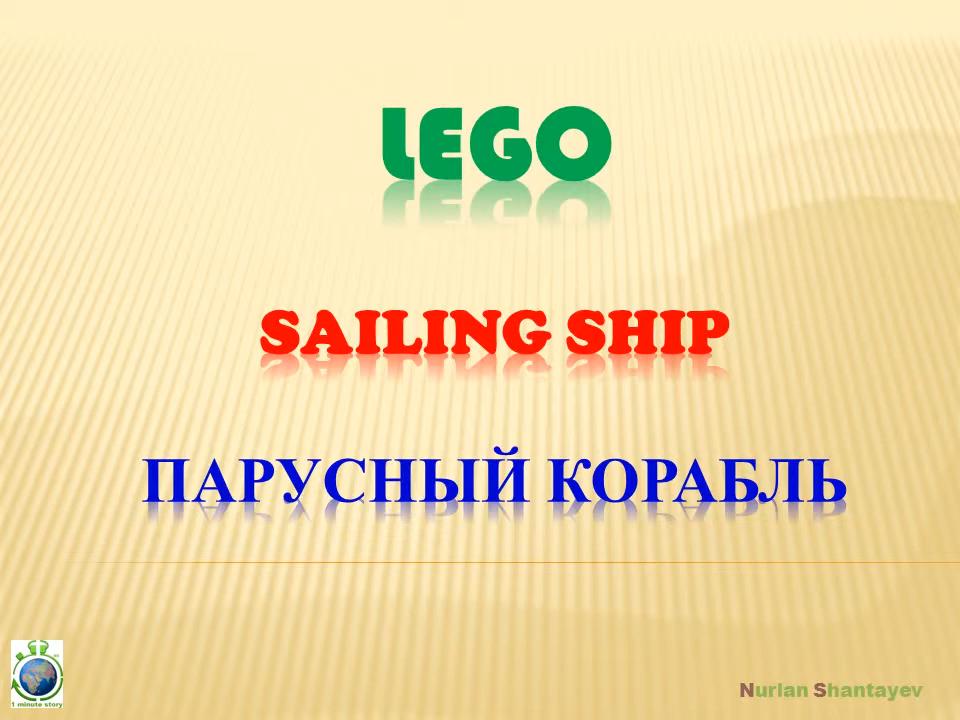 LEGO
SAILING SHIP
ПАРУСНЫЙ КОРАБЛЬ
1 minute story
Nurlan Shantayev